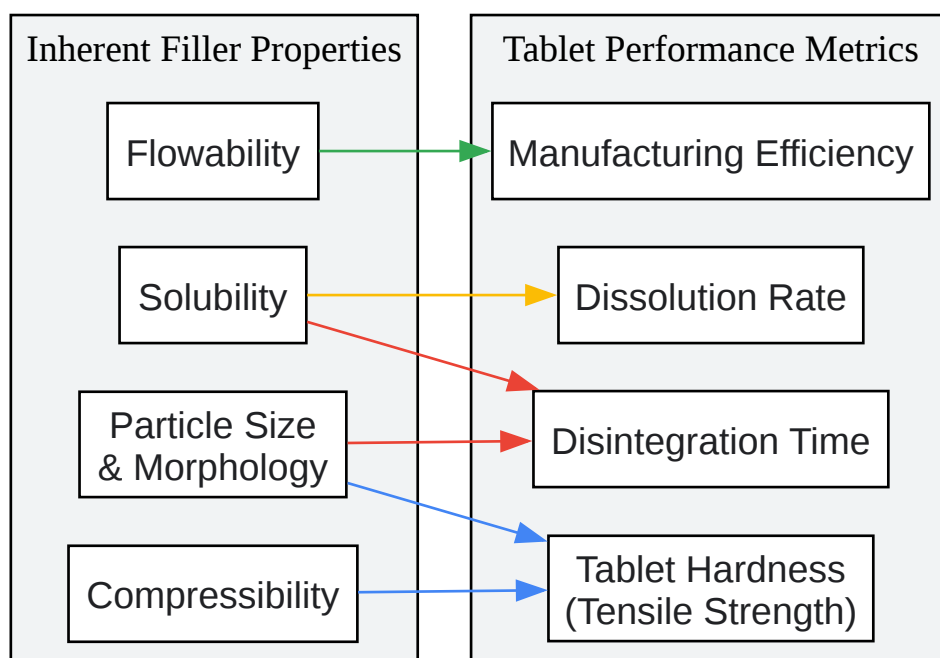 Inherent Filler Properties
Flowability
Solubility
Particle Size
& Morphology
Compressibility
Tablet Performance Metrics
Manufacturing Efficiency
Dissolution Rate
Disintegration Time
Tablet Hardness
(Tensile Strength)